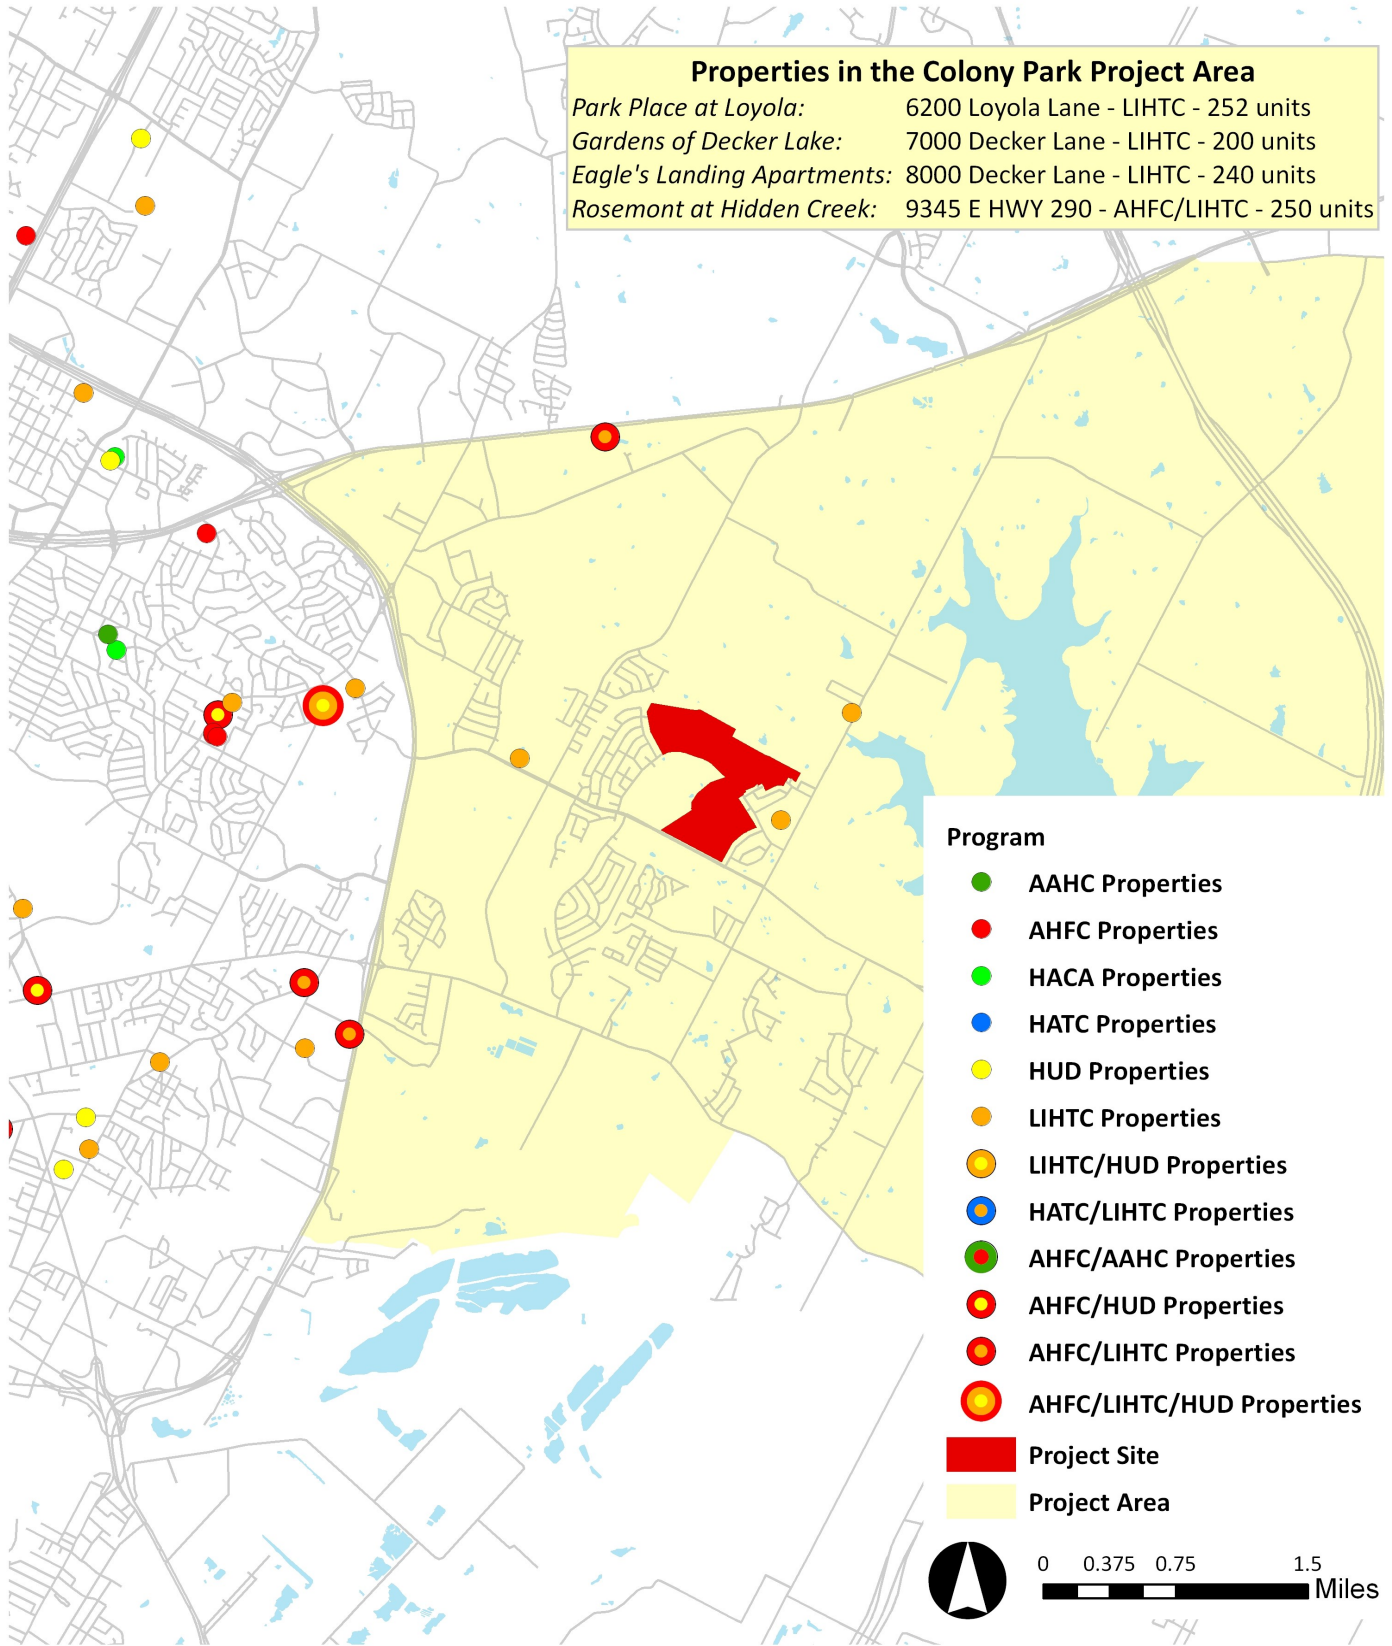 Properties in the Colony Park Project Area
Park Place at Loyola: 6200 Loyola Lane - LIHTC - 252 units
Gardens of Decker Lake: 7000 Decker Lane - LIHTC - 200 units
Eagle's Landing Apartments: 8000 Decker Lane - LIHTC - 240 units
Rosemont at Hidden Creek: 9345 E HWY 290 - AHFC/LIHTC - 250 units
Program
AAHC Properties
AHFC Properties
HACA Properties
HATC Properties
HUD Properties
LIHTC Properties
LIHTC/HUD Properties
HATC/LIHTC Properties
AHFC/AAHC Properties
AHFC/HUD Properties
AHFC/LIHTC Properties
AHFC/LIHTC/HUD Properties
Project Site
Project Area
0 0.375 0.75 1.5
Miles